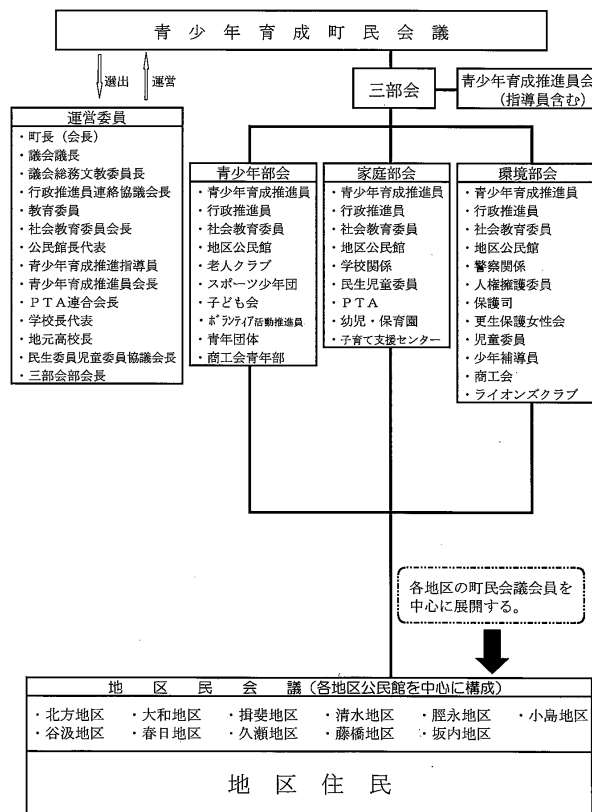 青少年育成町民会議
選出
運営
三部会
青少年育成推進員会
(指導員含む)
運営委員
・町長(会長)
・議会議長
・議会総務文教委員長
・行政推進員連絡協議会長
・教育委員
・社会教育委員会長
・公民館長代表
・青少年育成推進指導員
・青少年育成推進員会長
・PTA連合会長
・学校長代表
・地元高校長
・民生委員児童委員協議会長
・三部会部会長
青少年部会
・青少年育成推進員
・行政推進員
・社会教育委員
・地区公民館
・老人クラブ
・スポーツ少年団
・子ども会
・ボランティア活動推進員
・青年団体
・商工会青年部
家庭部会
・青少年育成推進員
・行政推進員
・社会教育委員
・地区公民館
・学校関係
・民生児童委員
・PTA
・幼児・保育園
・子育て支援センター
環境部会
・青少年育成推進員
・行政推進員
・社会教育委員
・地区公民館
・警察関係
・人権擁護委員
・保護司
・更生保護女性会
・児童委員
・少年補導員
・商工会
・ライオンズクラブ
各地区の町民会議会員を
中心に展開する。
地区民会議(各地区公民館を中心に構成)
・北方地区 ・大和地区 ・揖斐地区 ・清水地区 ・脛永地区 ・小島地区
・谷汲地区 ・春日地区 ・久瀬地区 ・藤橋地区 ・坂内地区
地区住民